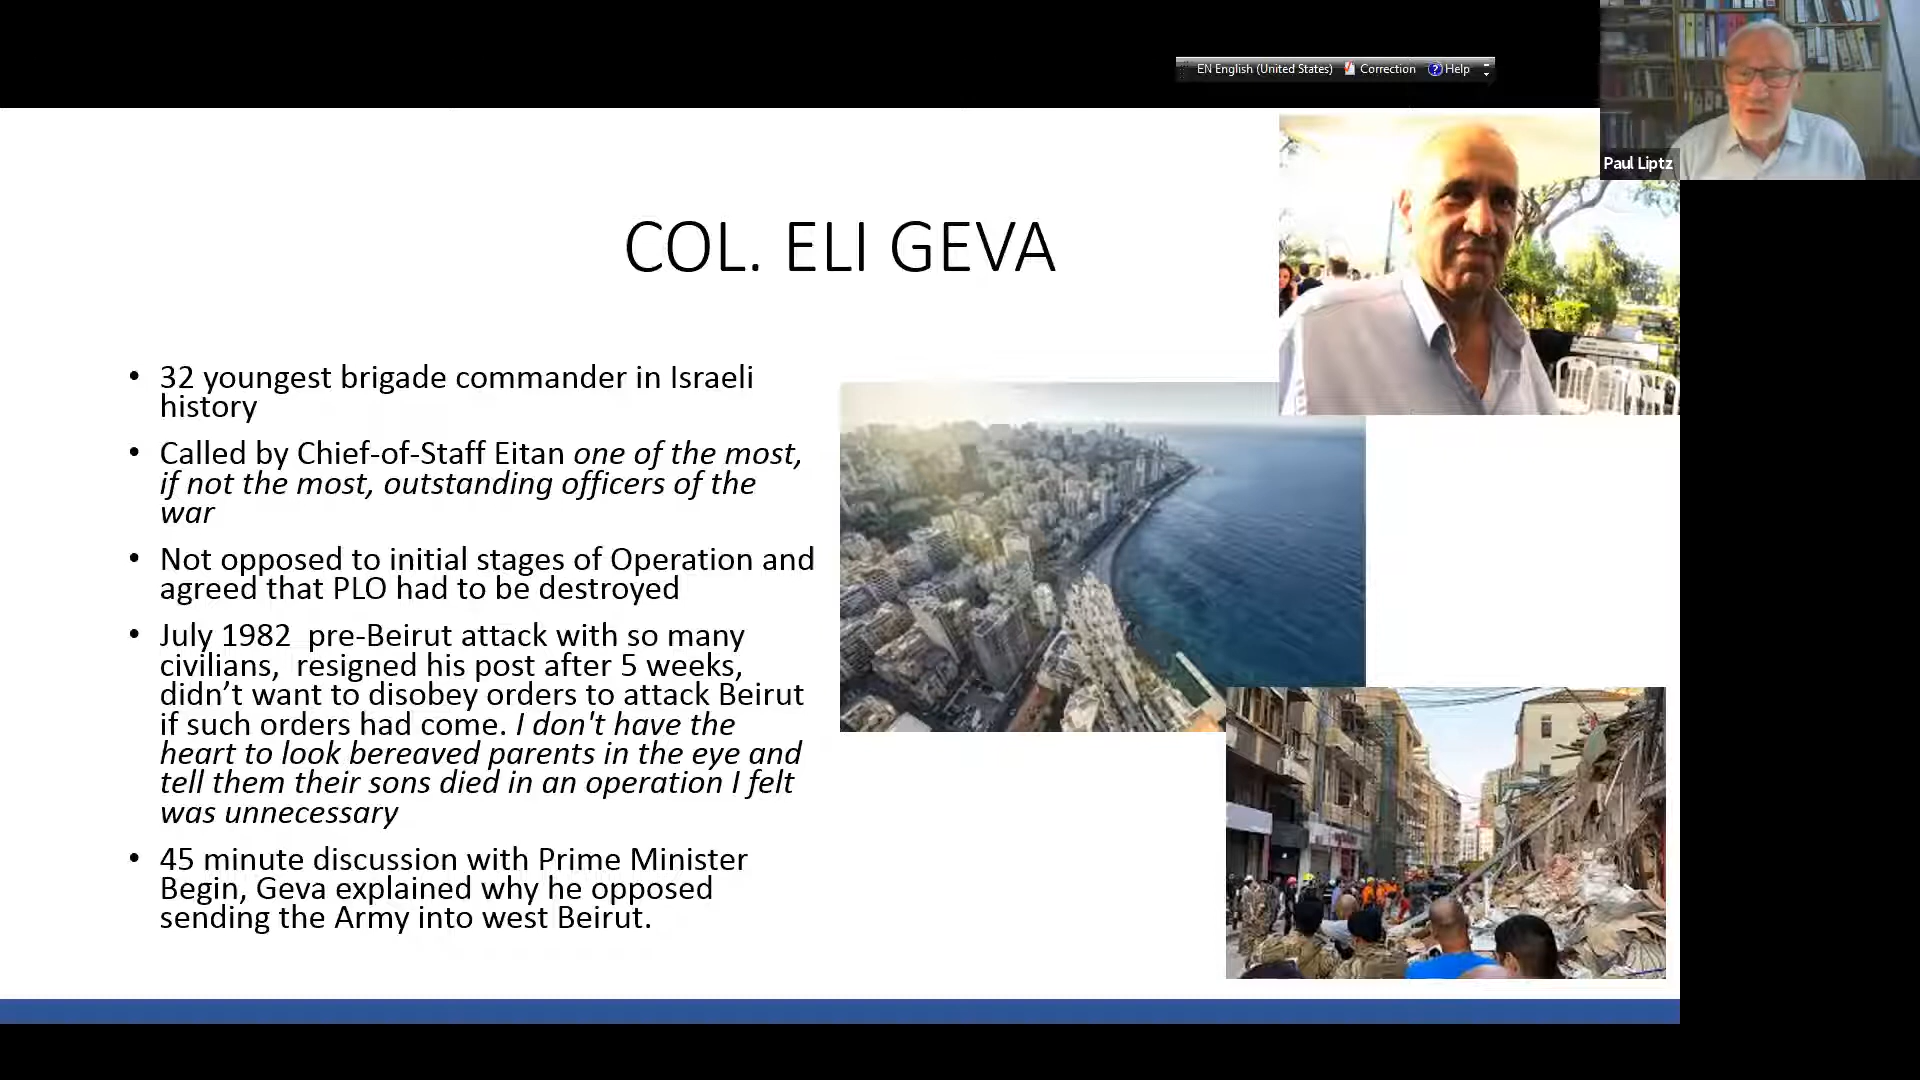 EN English (United States) Correction Help
Paul Liptz
COL. ELI GEVA
• 32 youngest brigade commander in Israeli
history
• Called by Chief-of-Staff Eitan one of the most,
if not the most, outstanding officers of the
war
• Not opposed to initial stages of Operation and
agreed that PLO had to be destroyed
• July 1982  pre-Beirut attack with so many
civilians,  resigned his post after 5 weeks,
didn’t want to disobey orders to attack Beirut
if such orders had come. I don't have the
heart to look bereaved parents in the eye and
tell them their sons died in an operation I felt
was unnecessary
• 45 minute discussion with Prime Minister
Begin, Geva explained why he opposed
sending the Army into west Beirut.